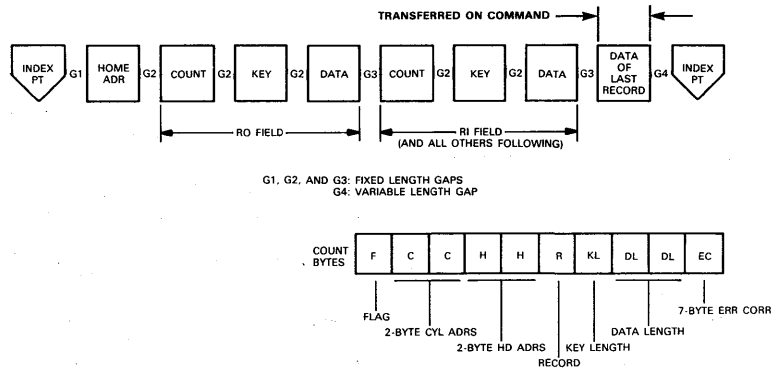 TRANSFERRED ON COMMAND
INDEX PT G1 HOME ADR G2 COUNT G2 KEY G2 DATA G3 COUNT G2 KEY G2 DATA G3 DATA OF LAST RECORD G4 INDEX PT
RO FIELD
RI FIELD
(AND ALL OTHERS FOLLOWING)
G1, G2, AND G3: FIXED LENGTH GAPS
G4: VARIABLE LENGTH GAP
COUNT BYTES F C C H H R KL DL DL EC
FLAG
2-BYTE CYL ADRS
2-BYTE HD ADRS
RECORD
KEY LENGTH
DATA LENGTH
7-BYTE ERR CORR